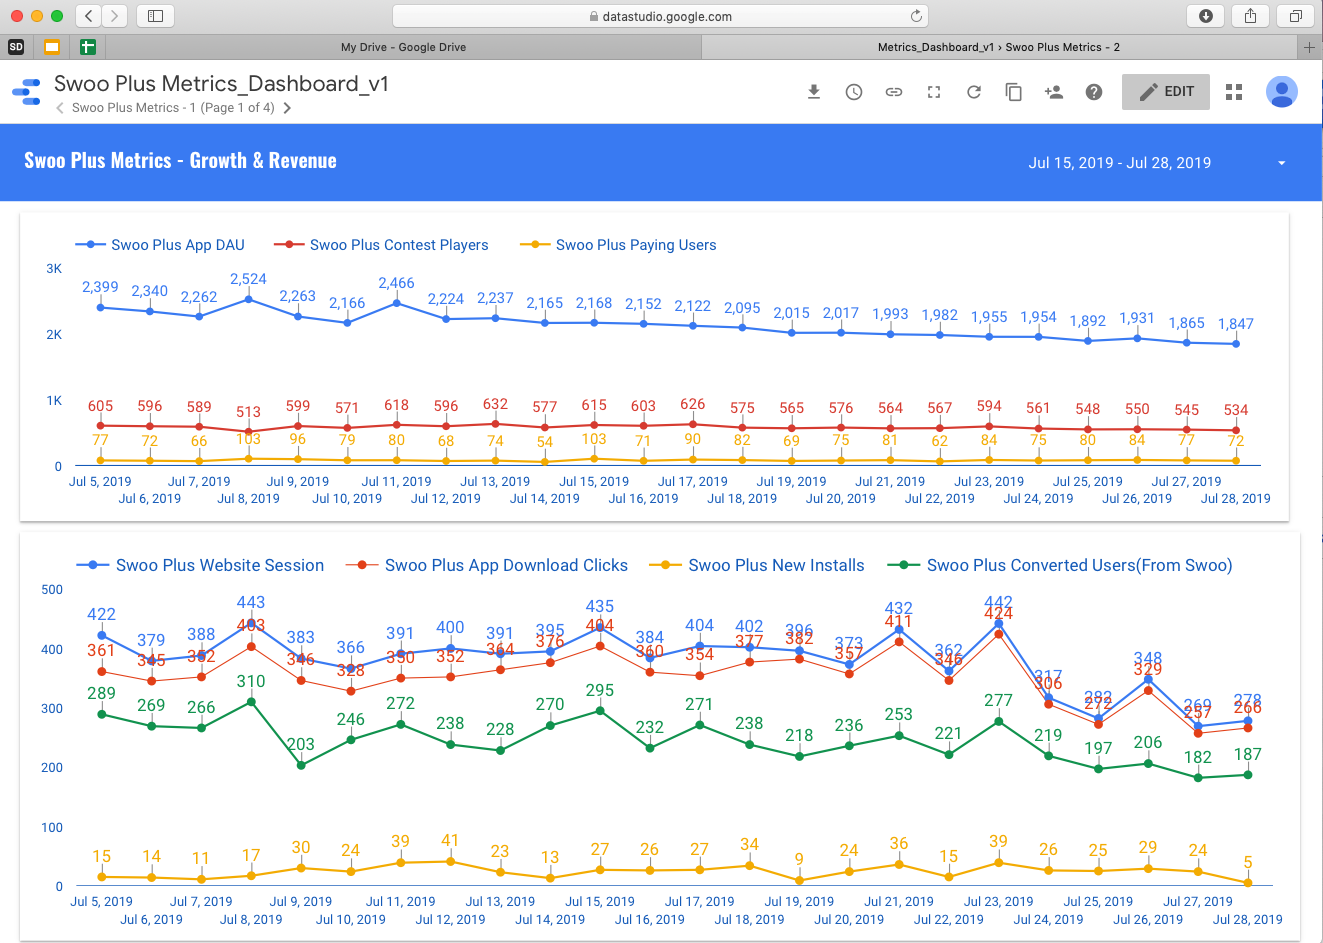 datastudio.google.com
SD
My Drive - Google Drive
Metrics_Dashboard_v1 › Swoo Plus Metrics - 2
Swoo Plus Metrics_Dashboard_v1
Swoo Plus Metrics - 1 (Page 1 of 4)
EDIT
Swoo Plus Metrics - Growth & Revenue
Jul 15, 2019 - Jul 28, 2019
Swoo Plus App DAU Swoo Plus Contest Players Swoo Plus Paying Users
3K
2,399 2,340 2,262 2,524 2,263 2,166 2,466 2,224 2,237 2,165 2,168 2,152 2,122 2,095 2,015 2,017 1,993 1,982 1,955 1,954 1,892 1,931 1,865 1,847
2K
1K
605 596 589 513 599 571 618 596 632 577 615 603 626 575 565 576 564 567 594 561 548 550 545 534
77 72 66 103 96 79 80 68 74 54 103 71 90 82 69 75 81 62 84 75 80 84 77 72
0
Jul 5, 2019 Jul 7, 2019 Jul 9, 2019 Jul 11, 2019 Jul 13, 2019 Jul 15, 2019 Jul 17, 2019 Jul 19, 2019 Jul 21, 2019 Jul 23, 2019 Jul 25, 2019 Jul 27, 2019
Jul 6, 2019 Jul 8, 2019 Jul 10, 2019 Jul 12, 2019 Jul 14, 2019 Jul 16, 2019 Jul 18, 2019 Jul 20, 2019 Jul 22, 2019 Jul 24, 2019 Jul 26, 2019 Jul 28, 2019
Swoo Plus Website Session Swoo Plus App Download Clicks Swoo Plus New Installs Swoo Plus Converted Users(From Swoo)
500
422 379 388 443 383 366 391 400 391 395 435 384 404 402 396 373 432 362 442 317 282 348 269 278
400
361 345 352 403 346 328 350 352 364 376 404 360 354 377 382 357 411 346 424 306 272 329 257 266
300
289 269 266 310 203 246 272 238 228 270 295 232 271 238 218 236 253 221 277 219 197 206 182 187
200
100
15 14 11 17 30 24 39 41 23 13 27 26 27 34 9 24 36 15 39 26 25 29 24 5
0
Jul 5, 2019 Jul 7, 2019 Jul 9, 2019 Jul 11, 2019 Jul 13, 2019 Jul 15, 2019 Jul 17, 2019 Jul 19, 2019 Jul 21, 2019 Jul 23, 2019 Jul 25, 2019 Jul 27, 2019
Jul 6, 2019 Jul 8, 2019 Jul 10, 2019 Jul 12, 2019 Jul 14, 2019 Jul 16, 2019 Jul 18, 2019 Jul 20, 2019 Jul 22, 2019 Jul 24, 2019 Jul 26, 2019 Jul 28, 2019